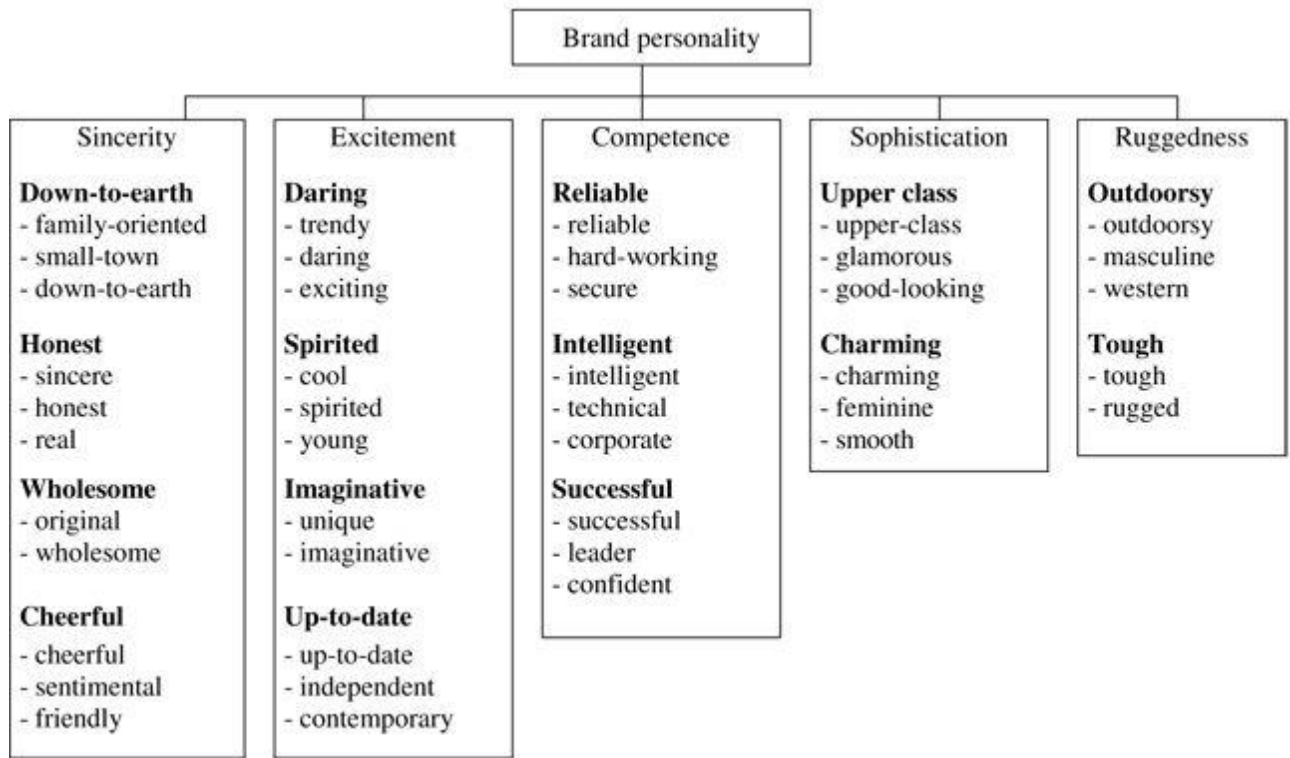 Brand personality
Sincerity
Down-to-earth
- family-oriented
- small-town
- down-to-earth
Honest
- sincere
- honest
- real
Wholesome
- original
- wholesome
Cheerful
- cheerful
- sentimental
- friendly
Excitement
Daring
- trendy
- daring
- exciting
Spirited
- cool
- spirited
- young
Imaginative
- unique
- imaginative
Up-to-date
- up-to-date
- independent
- contemporary
Competence
Reliable
- reliable
- hard-working
- secure
Intelligent
- intelligent
- technical
- corporate
Successful
- successful
- leader
- confident
Sophistication
Upper class
- upper-class
- glamorous
- good-looking
Charming
- charming
- feminine
- smooth
Ruggedness
Outdoorsy
- outdoorsy
- masculine
- western
Tough
- tough
- rugged